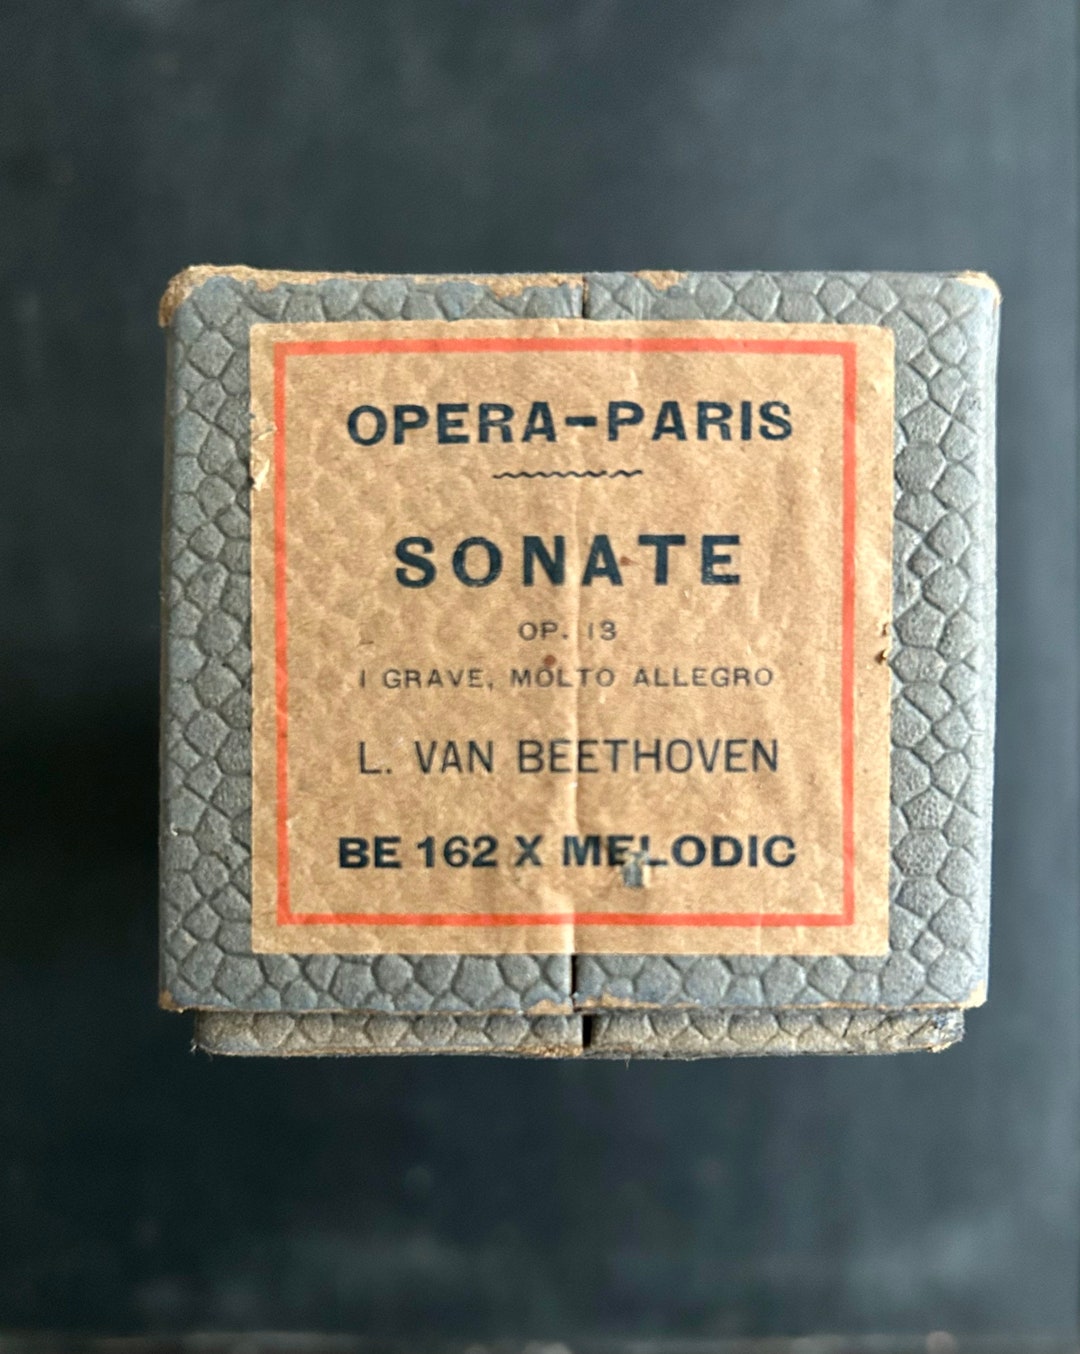 OPERA-PARIS
SONATE
OP. 13
I GRAVE, MOLTO ALLEGRO
L. VAN BEETHOVEN
BE 162 X MELODIC